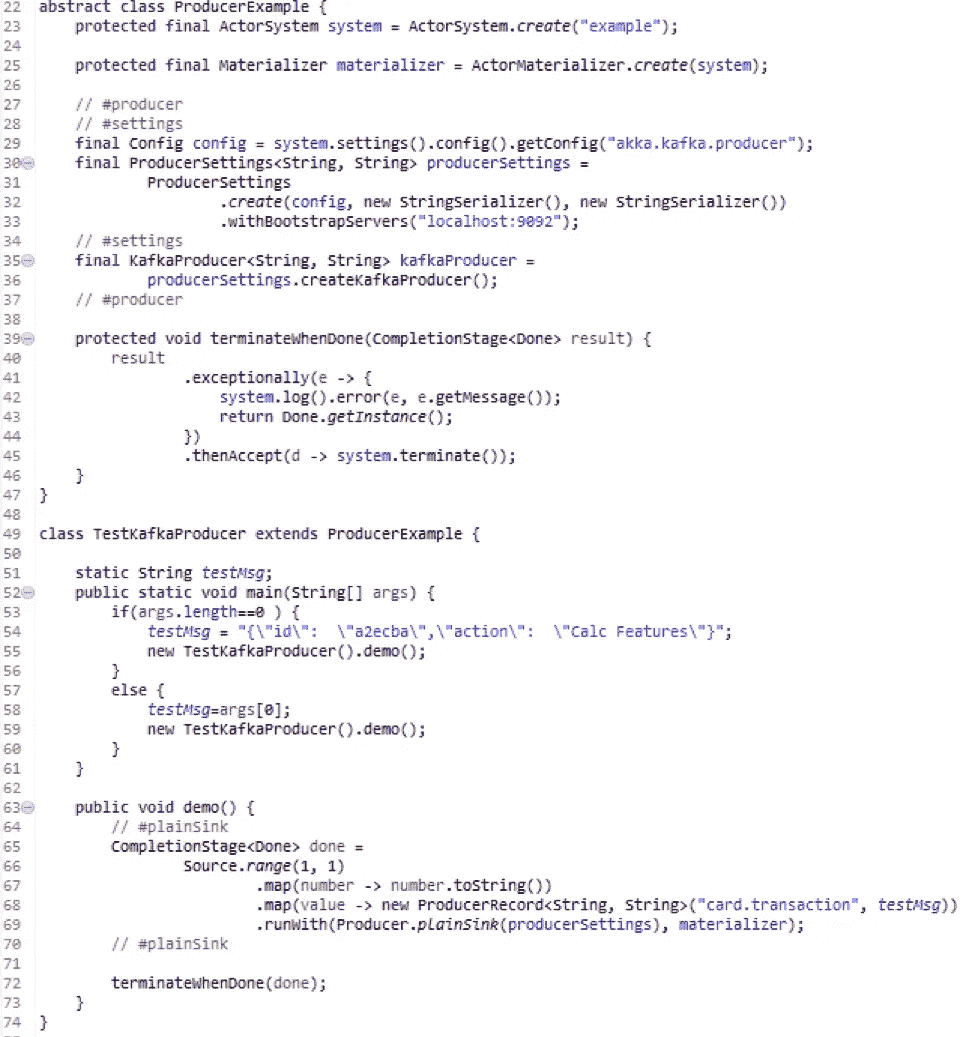 22 abstract class ProducerExample {
23     protected final ActorSystem system = ActorSystem.create("example");
24
25     protected final Materializer materializer = ActorMaterializer.create(system);
26
27     // #producer
28     // #settings
29     final Config config = system.settings().config().getConfig("akka.kafka.producer");
30     final ProducerSettings<String, String> producerSettings =
31             ProducerSettings
32                     .create(config, new StringSerializer(), new StringSerializer())
33                     .withBootstrapServers("localhost:9092");
34     // #settings
35     final KafkaProducer<String, String> kafkaProducer =
36             producerSettings.createKafkaProducer();
37     // #producer
38
39     protected void terminateWhenDone(CompletionStage<Done> result) {
40         result
41                 .exceptionally(e -> {
42                     system.log().error(e, e.getMessage());
43                     return Done.getInstance();
44                 })
45                 .thenAccept(d -> system.terminate());
46     }
47 }
48
49 class TestKafkaProducer extends ProducerExample {
50
51     static String testMsg;
52     public static void main(String[] args) {
53         if(args.length==0 ) {
54             testMsg = "{\"id\":  \"a2ecba\",\"action\":  \"Calc Features\"}";
55             new TestKafkaProducer().demo();
56         }
57         else {
58             testMsg=args[0];
59             new TestKafkaProducer().demo();
60         }
61     }
62
63     public void demo() {
64         // #plainSink
65         CompletionStage<Done> done =
66                 Source.range(1, 1)
67                         .map(number -> number.toString())
68                         .map(value -> new ProducerRecord<String, String>("card.transaction", testMsg))
69                         .runWith(Producer.plainSink(producerSettings), materializer);
70         // #plainSink
71
72         terminateWhenDone(done);
73     }
74 }